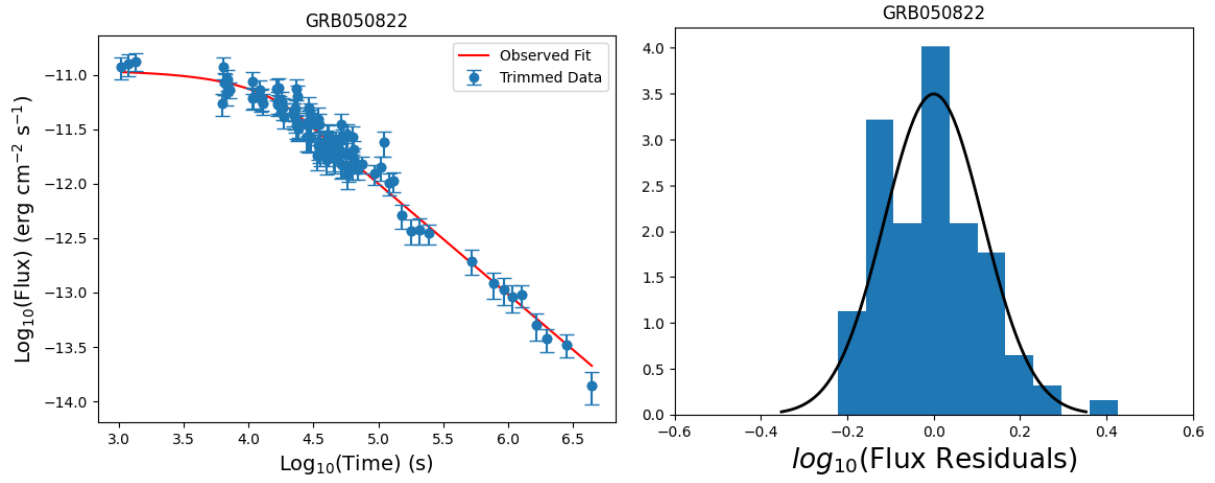 GRB050822
Log10(Flux) (erg cm−2 s−1)
−11.0
−11.5
−12.0
−12.5
−13.0
−13.5
−14.0
Observed Fit
Trimmed Data
3.0 3.5 4.0 4.5 5.0 5.5 6.0 6.5
Log10(Time) (s)
GRB050822
4.0
3.5
3.0
2.5
2.0
1.5
1.0
0.5
0.0
−0.6 −0.4 −0.2 0.0 0.2 0.4 0.6
log10(Flux Residuals)